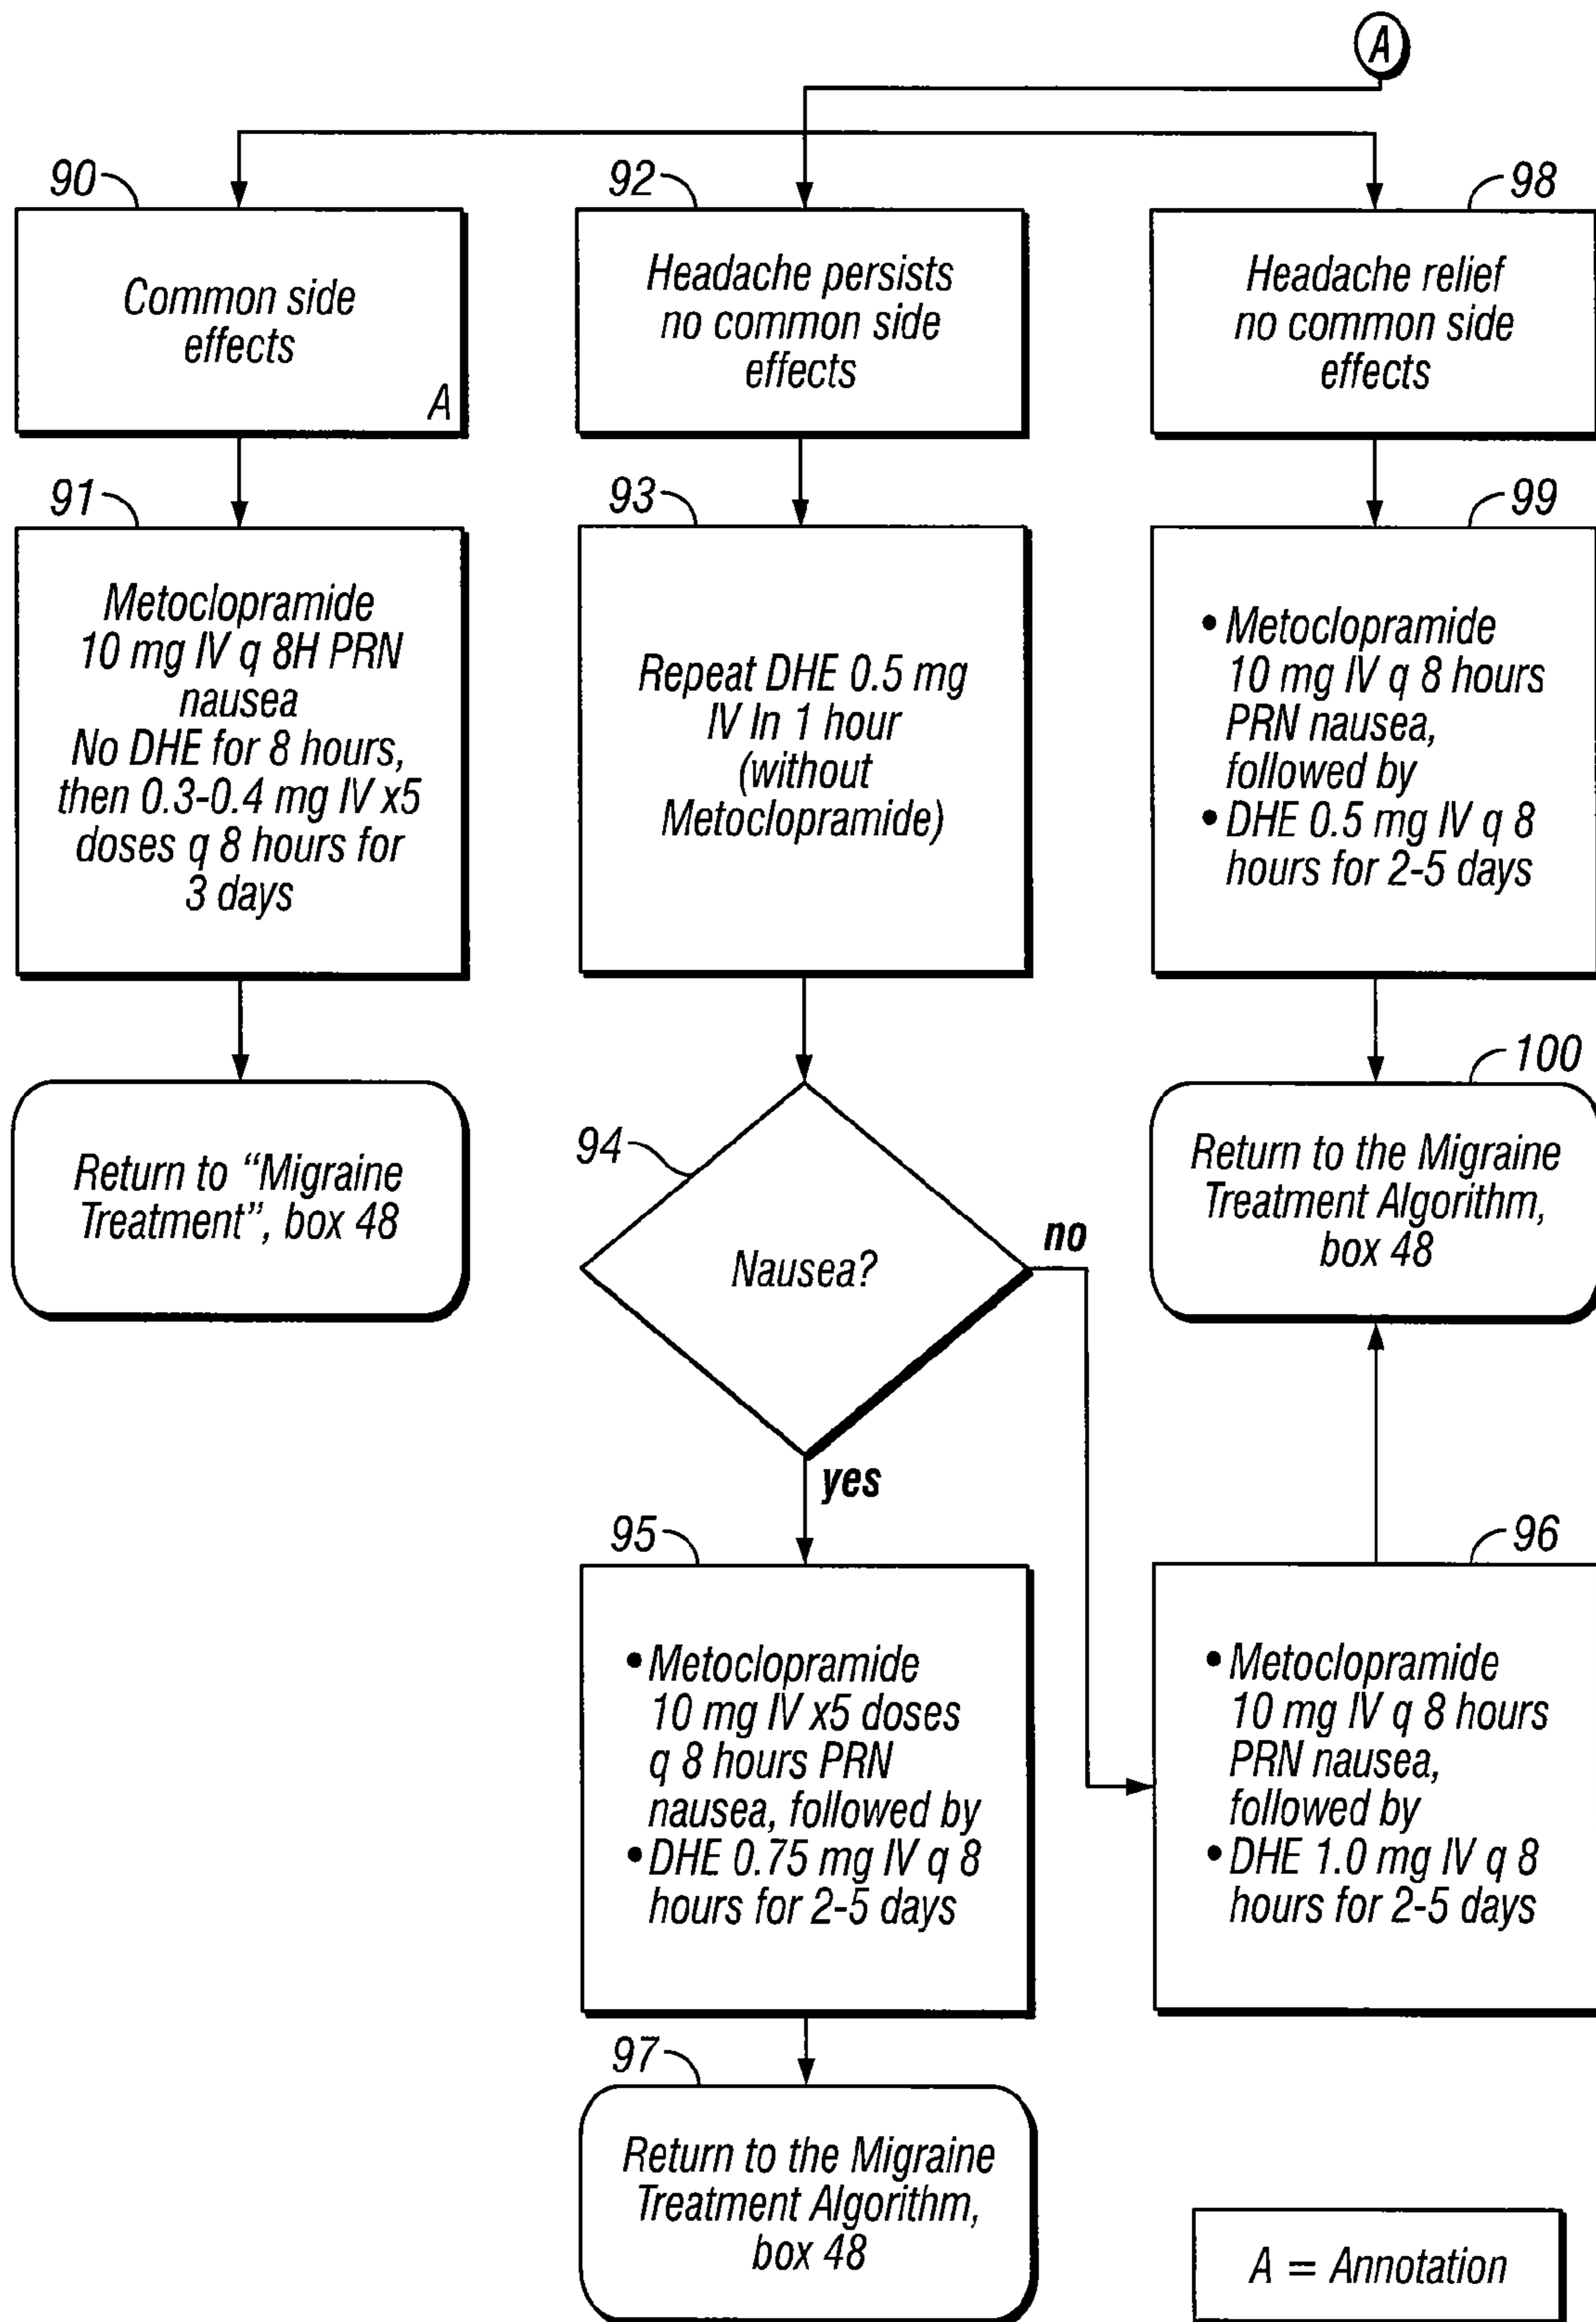 A
90
Common side
effects
A
92
Headache persists
no common side
effects
98
Headache relief
no common side
effects
91
Metoclopramide
10 mg IV q 8H PRN
nausea
No DHE for 8 hours,
then 0.3-0.4 mg IV x5
doses q 8 hours for
3 days
93
Repeat DHE 0.5 mg
IV In 1 hour
(without
Metoclopramide)
99
• Metoclopramide
10 mg IV q 8 hours
PRN nausea,
followed by
• DHE 0.5 mg IV q 8
hours for 2-5 days
Return to “Migraine
Treatment”, box 48
94
Nausea?
no
yes
100
Return to the Migraine
Treatment Algorithm,
box 48
95
• Metoclopramide
10 mg IV x5 doses
q 8 hours PRN
nausea, followed by
• DHE 0.75 mg IV q 8
hours for 2-5 days
96
• Metoclopramide
10 mg IV q 8 hours
PRN nausea,
followed by
• DHE 1.0 mg IV q 8
hours for 2-5 days
97
Return to the Migraine
Treatment Algorithm,
box 48
A = Annotation